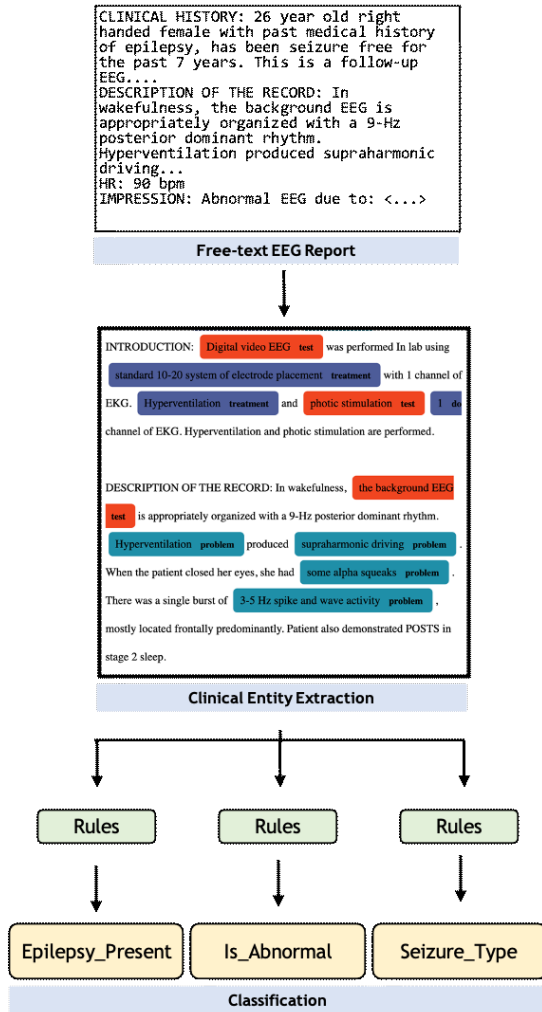 CLINICAL HISTORY: 26 year old right
handed female with past medical history
of epilepsy, has been seizure free for
the past 7 years. This is a follow-up
EEG....
DESCRIPTION OF THE RECORD: In
wakefulness, the background EEG is
appropriately organized with a 9-Hz
posterior dominant rhythm.
Hyperventilation produced supraharmonic
driving...
HR: 90 bpm
IMPRESSION: Abnormal EEG due to: <...>
Free-text EEG Report
INTRODUCTION: Digital video EEG test was performed In lab using
standard 10-20 system of electrode placement treatment with 1 channel of
EKG. Hyperventilation treatment and photic stimulation test 1 do
channel of EKG. Hyperventilation and photic stimulation are performed.
DESCRIPTION OF THE RECORD: In wakefulness, the background EEG
test is appropriately organized with a 9-Hz posterior dominant rhythm.
Hyperventilation problem produced supraharmonic driving problem .
When the patient closed her eyes, she had some alpha squeaks problem .
There was a single burst of 3-5 Hz spike and wave activity problem ,
mostly located frontally predominantly. Patient also demonstrated POSTS in
stage 2 sleep.
Clinical Entity Extraction
Rules Rules Rules
Epilepsy_Present Is_Abnormal Seizure_Type
Classification